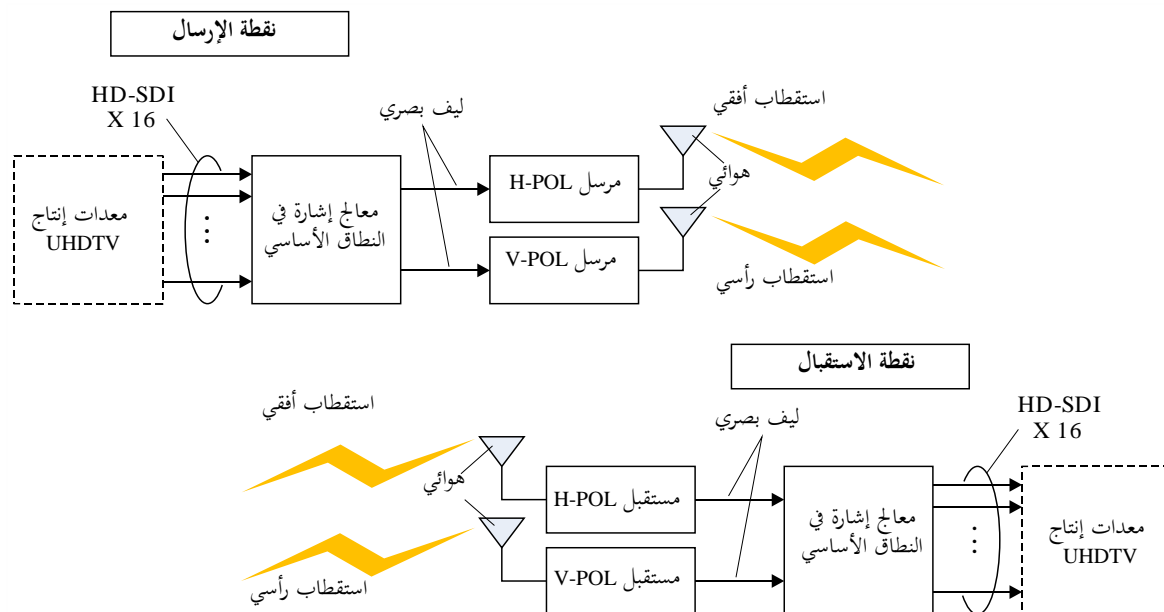 نقطة الإرسال
HD-SDI
X 16
ليف بصري
استقطاب أفقي
معدات إنتاج
UHDTV
معالج إشارة في
النطاق الأساسي
مرسل H-POL
هوائي
مرسل V-POL
استقطاب رأسي
نقطة الاستقبال
استقطاب أفقي
ليف بصري
HD-SDI
X 16
هوائي
مستقبل H-POL
معالج إشارة في
النطاق الأساسي
معدات إنتاج
UHDTV
مستقبل V-POL
استقطاب رأسي